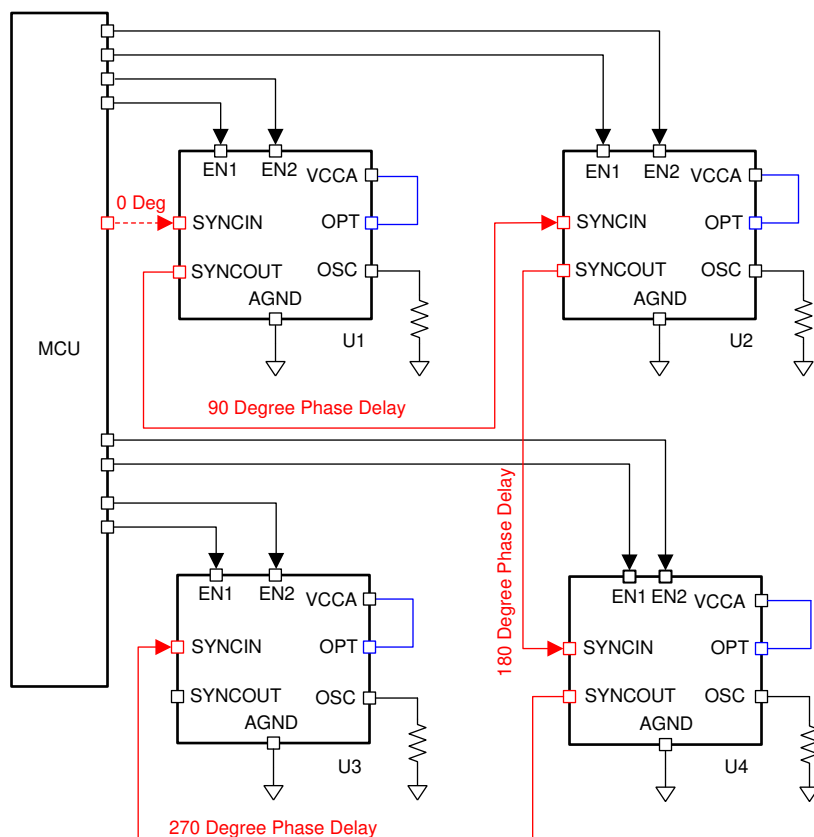 MCU
0 Deg
EN1
EN2
VCCA
SYNCIN
OPT
SYNCOUT
OSC
AGND
U1
EN1
EN2
VCCA
SYNCIN
OPT
SYNCOUT
OSC
AGND
U2
90 Degree Phase Delay
180 Degree Phase Delay
EN1
EN2
VCCA
SYNCIN
OPT
SYNCOUT
OSC
AGND
U3
EN1
EN2
VCCA
SYNCIN
OPT
SYNCOUT
OSC
AGND
U4
270 Degree Phase Delay